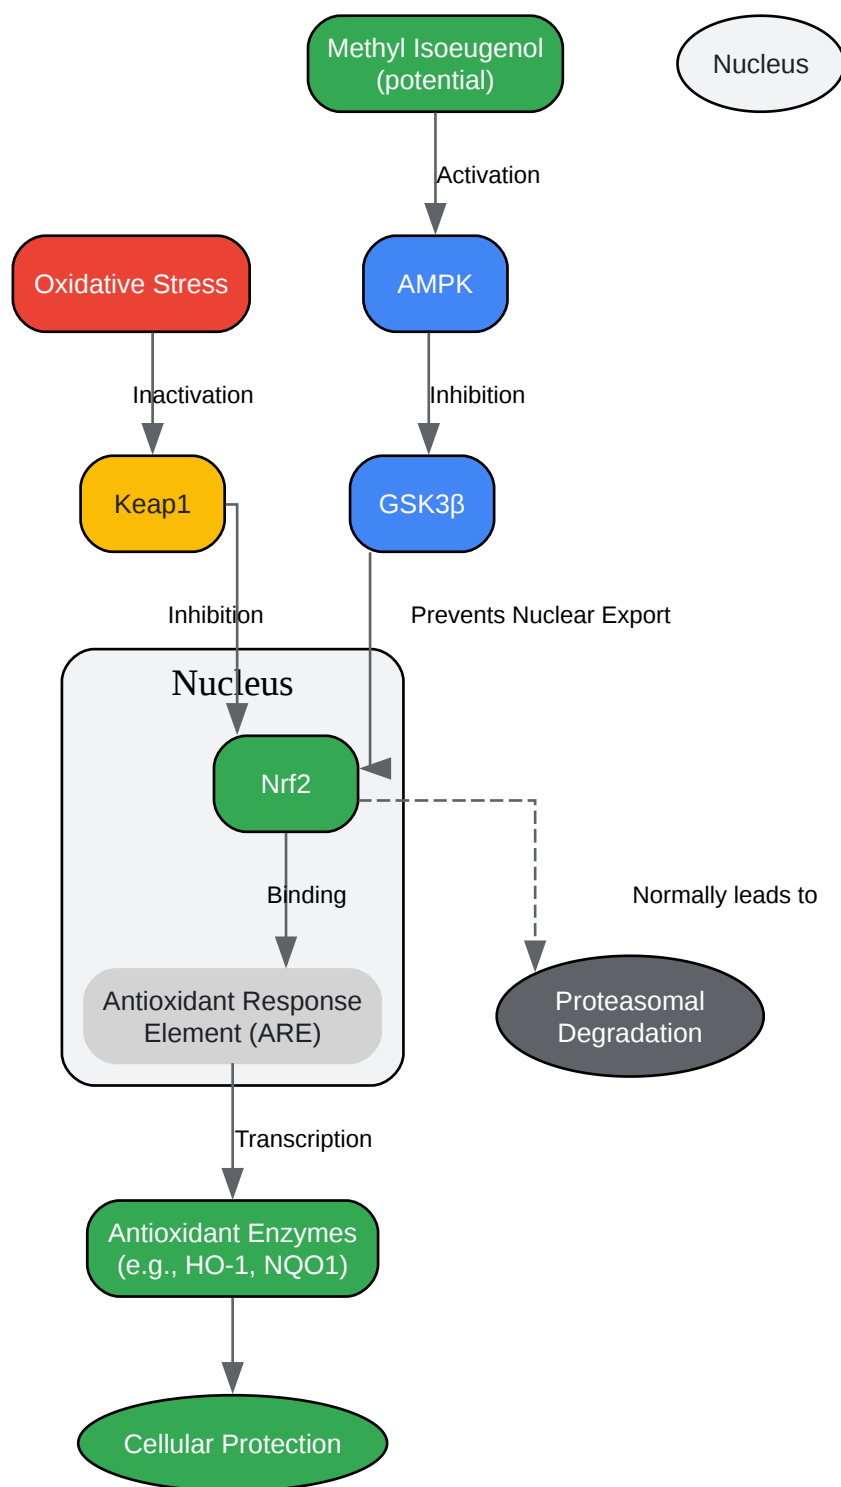 Methyl Isoeugenol
(potential)
Nucleus
Activation
Oxidative Stress
AMPK
Inactivation
Inhibition
Keap1
GSK3β
Inhibition
Prevents Nuclear Export
Nucleus
Nrf2
Binding
Normally leads to
Antioxidant Response
Element (ARE)
Proteasomal
Degradation
Transcription
Antioxidant Enzymes
(e.g., HO-1, NQO1)
Cellular Protection